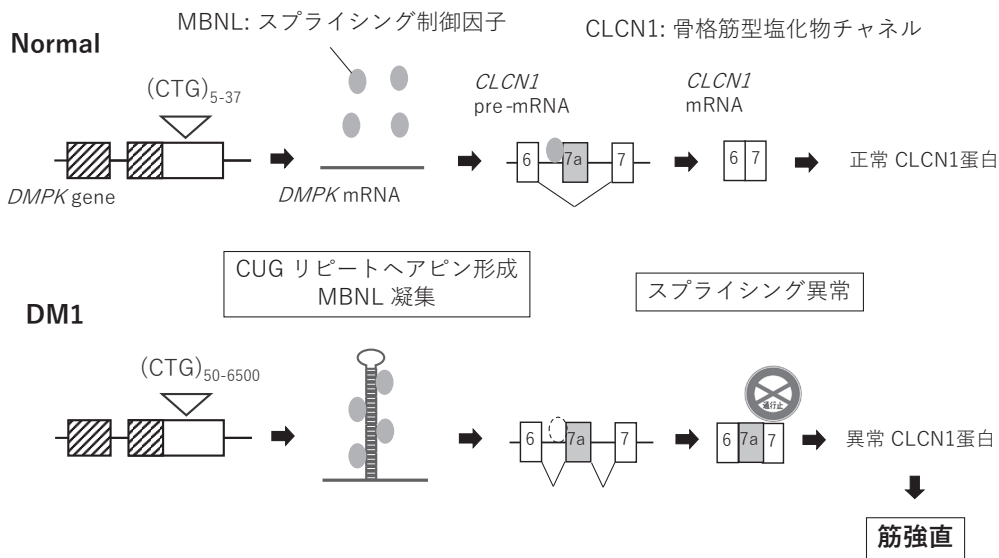 MBNL: スプライシング制御因子
CLCN1: 骨格筋型塩化物チャネル
Normal
(CTG)5-37
CLCN1
pre-mRNA
CLCN1
mRNA
6
7a
7
6
7
正常 CLCN1蛋白
DMPK gene
DMPK mRNA
CUG リピートヘアピン形成
MBNL 凝集
スプライシング異常
DM1
(CTG)50-6500
通行止
6
7a
7
6
7a
7
異常 CLCN1蛋白
筋強直